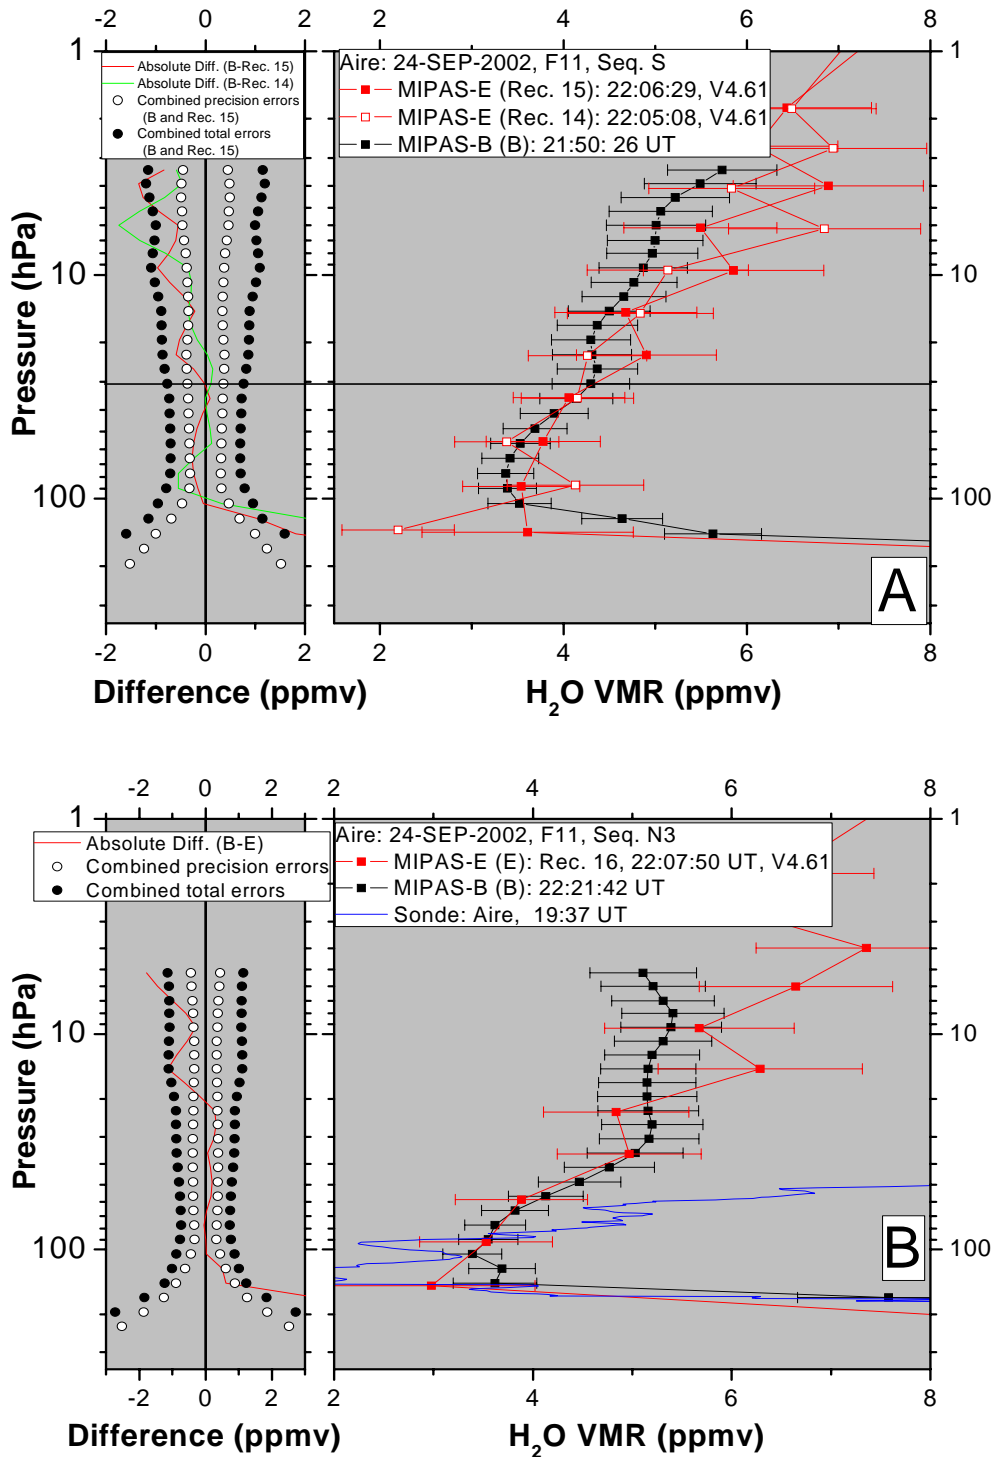 -2 0 2
2 4 6 8
1
10
100
1
10
100
Pressure (hPa)
Absolute Diff. (B-Rec. 15)
Absolute Diff. (B-Rec. 14)
Combined precision errors
(B and Rec. 15)
Combined total errors
(B and Rec. 15)
Aire: 24-SEP-2002, F11, Seq. S
MIPAS-E (Rec. 15): 22:06:29, V4.61
MIPAS-E (Rec. 14): 22:05:08, V4.61
MIPAS-B (B): 21:50: 26 UT
A
-2 0 2
2 4 6 8
Difference (ppmv)
H2O VMR (ppmv)
-2 0 2
2 4 6 8
1
10
100
1
10
100
Pressure (hPa)
Absolute Diff. (B-E)
Combined precision errors
Combined total errors
Aire: 24-SEP-2002, F11, Seq. N3
MIPAS-E (E): Rec. 16, 22:07:50 UT, V4.61
MIPAS-B (B): 22:21:42 UT
Sonde: Aire, 19:37 UT
B
-2 0 2
2 4 6 8
Difference (ppmv)
H2O VMR (ppmv)